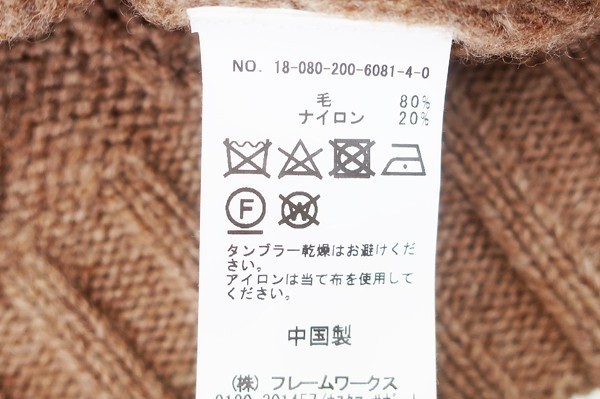 NO. 18-080-200-6081-4-0
毛 80%
ナイロン 20%
F W
タンブラー乾燥はお避けくだ
さい。
アイロンは当て布を使用して
ください。
中国製
(株) フレームワークス